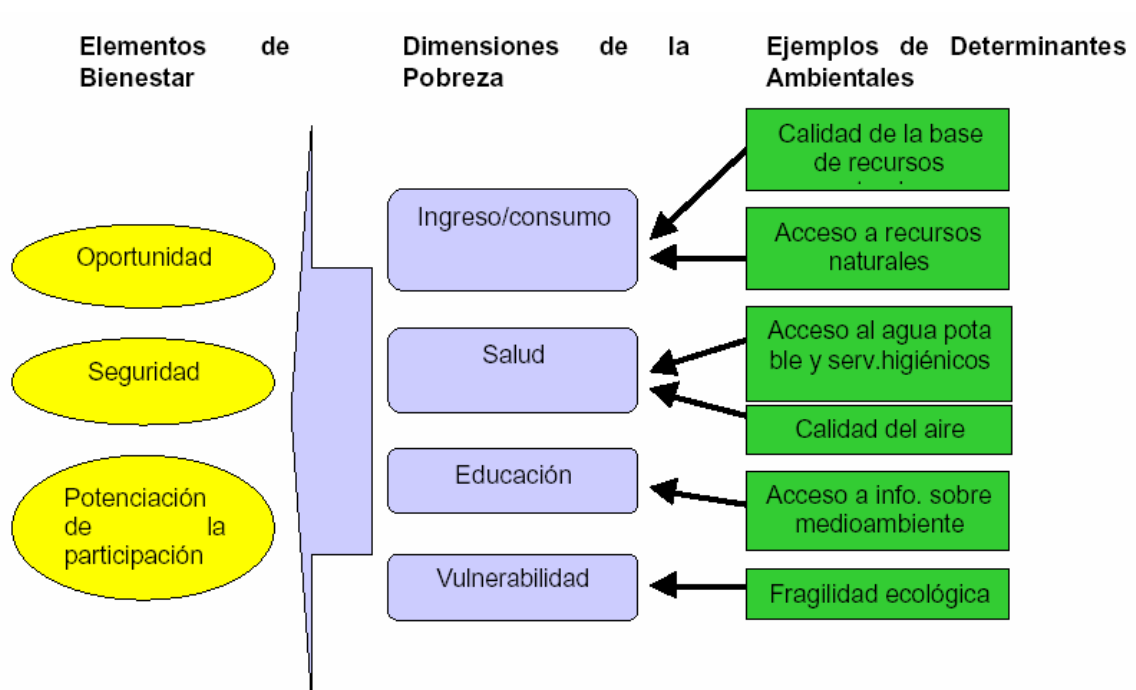 Elementos de
Bienestar
Dimensiones de la
Pobreza
Ejemplos de Determinantes
Ambientales
Oportunidad
Seguridad
Potenciación
de la
participación
Ingreso/consumo
Salud
Educación
Vulnerabilidad
Calidad de la base
de recursos
Acceso a recursos
naturales
Acceso al agua pota
ble y serv.higiénicos
Calidad del aire
Acceso a info. sobre
medioambiente
Fragilidad ecológica